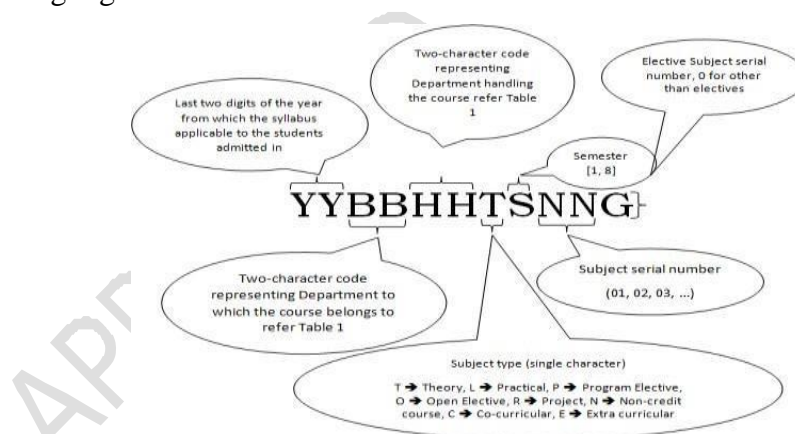 Two-character code
representing
Department handling
the course refer Table
1
Elective Subject serial
number, 0 for other
than electives
Last two digits of the year
from which the syllabus
applicable to the students
admitted in
Semester
[1, 8]
YYBBHHTSNNG
Two-character code
representing Department to
which the course belongs to
refer Table 1
Subject serial number
(01, 02, 03, ...)
Subject type (single character)
T ➔ Theory, L ➔ Practical, P ➔ Program Elective,
O ➔ Open Elective, R ➔ Project, N ➔ Non-credit
course, C ➔ Co-curricular, E ➔ Extra curricular